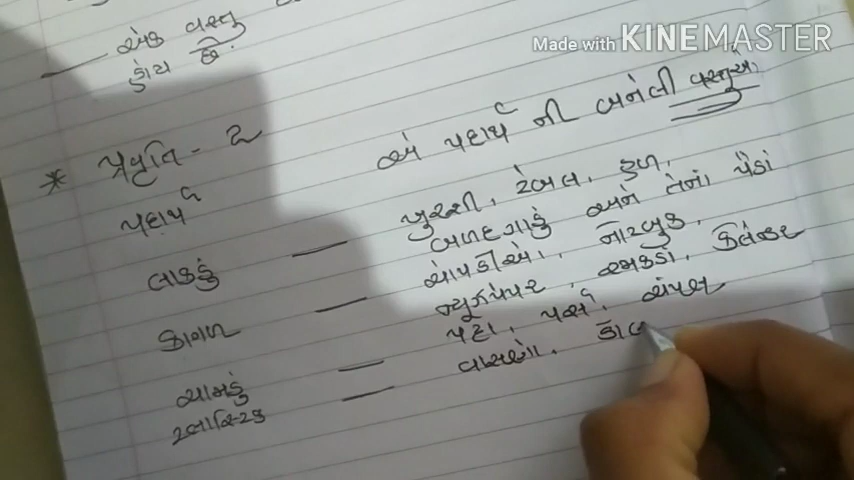 એક વસ્તુ
હોય છે.
Made with KINEMASTER
* પ્રવૃતિ - ૨
પદાર્થ એ પદાર્થ ની બનેલી વસ્તુઓ
લાકડું — ખુરશી, ટેબલ, હળ,
બળદગાડું અને તેનાં પૈડાં
કાગળ — ચોપડીઓ, નોટબુક,
ન્યૂઝપેપર, રમકડાં, કેલેન્ડર
ચામડું — પટ્ટા, પર્સ, ચંપલ
પ્લાસ્ટિક — વાસણો,